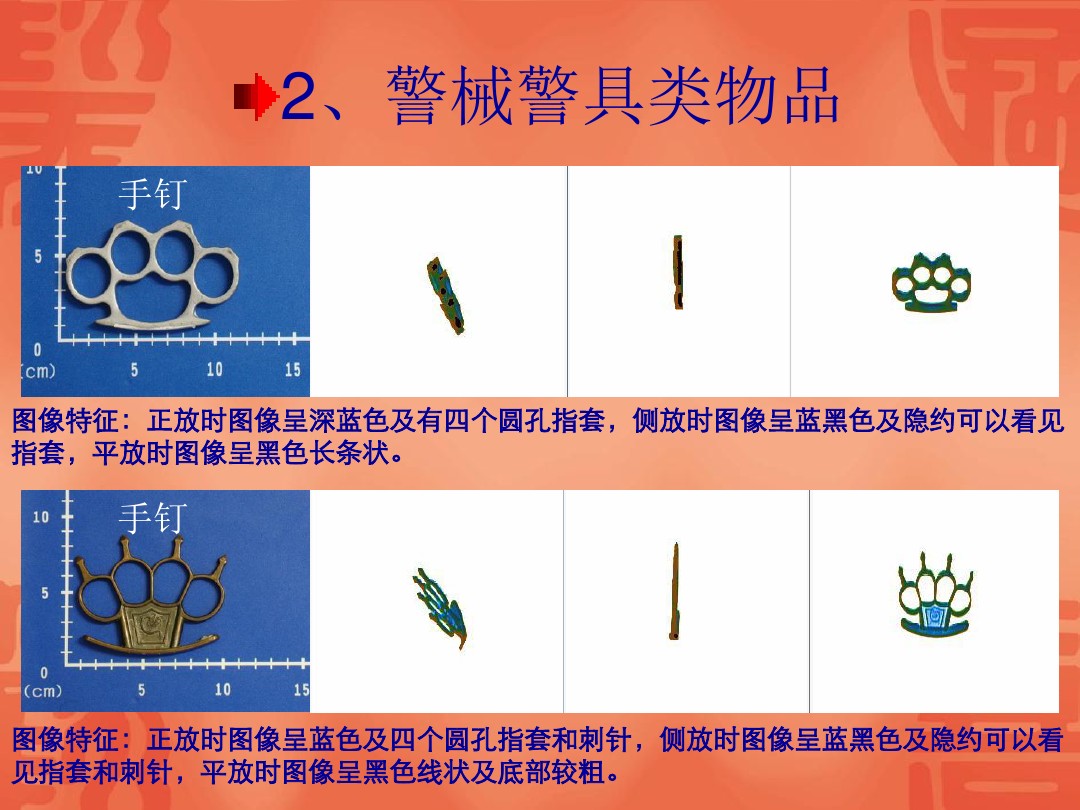 2、警械警具类物品
10
手钉
5
0
(cm)
5
10
15
图像特征：正放时图像呈深蓝色及有四个圆孔指套，侧放时图像呈蓝黑色及隐约可以看见
指套，平放时图像呈黑色长条状。
10
手钉
5
0
(cm)
5
10
15
图像特征：正放时图像呈蓝色及四个圆孔指套和刺针，侧放时图像呈蓝黑色及隐约可以看
见指套和刺针，平放时图像呈黑色线状及底部较粗。